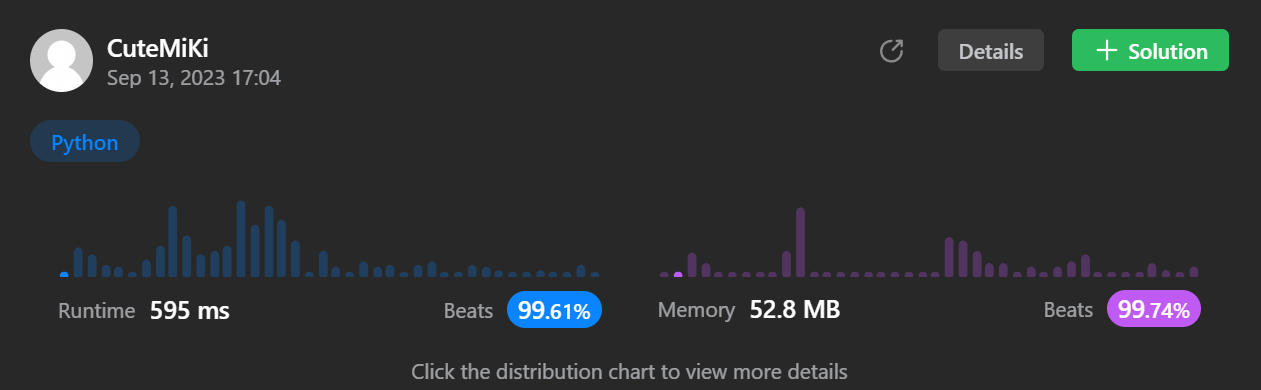 CuteMiKi
Sep 13, 2023 17:04
Details
+ Solution
Python
Runtime 595 ms Beats 99.61%
Memory 52.8 MB Beats 99.74%
Click the distribution chart to view more details